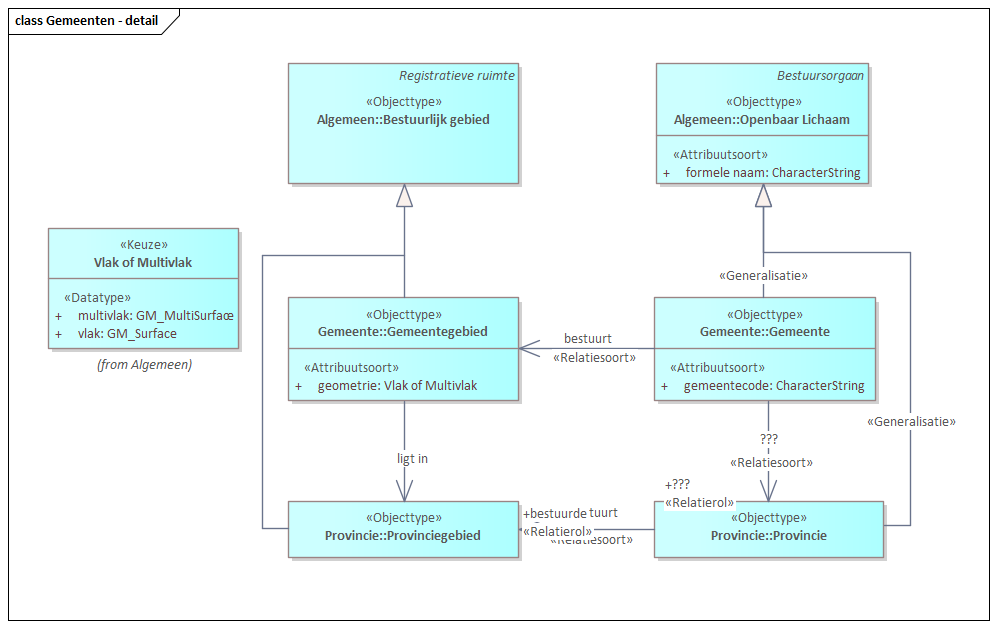 class Gemeenten - detail
Registratieve ruimte
«Objecttype»
Algemeen::Bestuurlijk gebied
Bestuursorgaan
«Objecttype»
Algemeen::Openbaar Lichaam
«Attribuutsoort»
+ formele naam: CharacterString
«Keuze»
Vlak of Multivlak
«Datatype»
+ multivlak: GM_MultiSurface
+ vlak: GM_Surface
(from Algemeen)
«Generalisatie»
«Objecttype»
Gemeente::Gemeentegebied
«Attribuutsoort»
+ geometrie: Vlak of Multivlak
bestuurt
«Relatiesoort»
«Objecttype»
Gemeente::Gemeente
«Attribuutsoort»
+ gemeentecode: CharacterString
«Generalisatie»
ligt in
???
«Relatiesoort»
+???
«Relatierol»
«Objecttype»
Provincie::Provinciegebied
+bestuurde tuurt
«Relatierol»
«Relatiesoort»
«Objecttype»
Provincie::Provincie